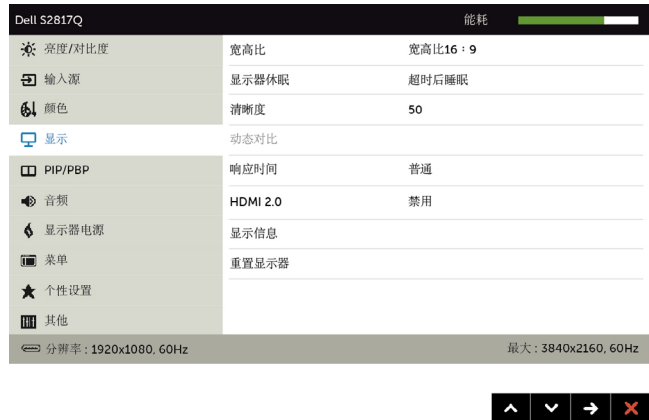 Dell S2817Q 能耗
亮度/对比度 宽高比 宽高比16：9
输入源 显示器休眠 超时后睡眠
颜色 清晰度 50
显示 动态对比
PIP/PBP 响应时间 普通
音频 HDMI 2.0 禁用
显示器电源 显示信息
菜单 重置显示器
个性设置
其他
分辨率 : 1920x1080, 60Hz 最大 : 3840x2160, 60Hz